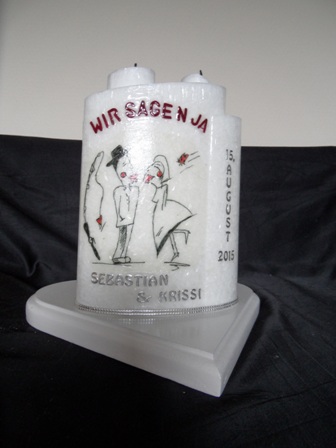 WIR SAGEN JA
15,
AUGUST
2015
SEBASTIAN
& KRISSI